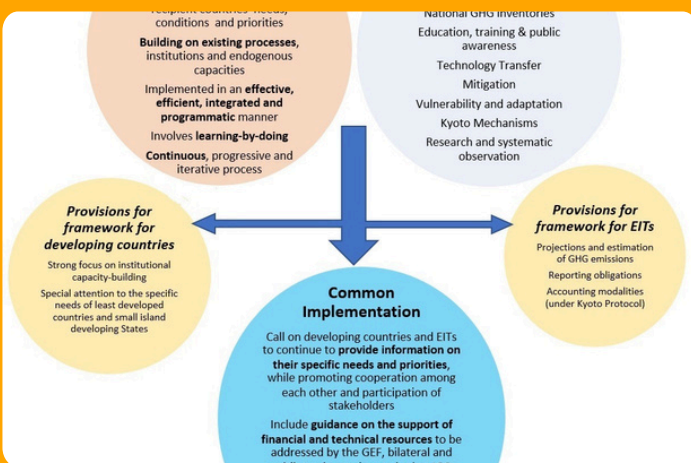 recipient countries' needs,
conditions and priorities
Building on existing processes,
institutions and endogenous
capacities
Implemented in an effective,
efficient, integrated and
programmatic manner
Involves learning-by-doing
Continuous, progressive and
iterative process
National GHG Inventories
Education, training & public
awareness
Technology Transfer
Mitigation
Vulnerability and adaptation
Kyoto Mechanisms
Research and systematic
observation
Provisions for
framework for
developing countries
Strong focus on institutional
capacity-building
Special attention to the specific
needs of least developed
countries and small island
developing States
Provisions for
framework for EITs
Projections and estimation
of GHG emissions
Reporting obligations
Accounting modalities
(under Kyoto Protocol)
Common
Implementation
Call on developing countries and EITs
to continue to provide information on
their specific needs and priorities,
while promoting cooperation among
each other and participation of
stakeholders
Include guidance on the support of
financial and technical resources to be
addressed by the GEF, bilateral and